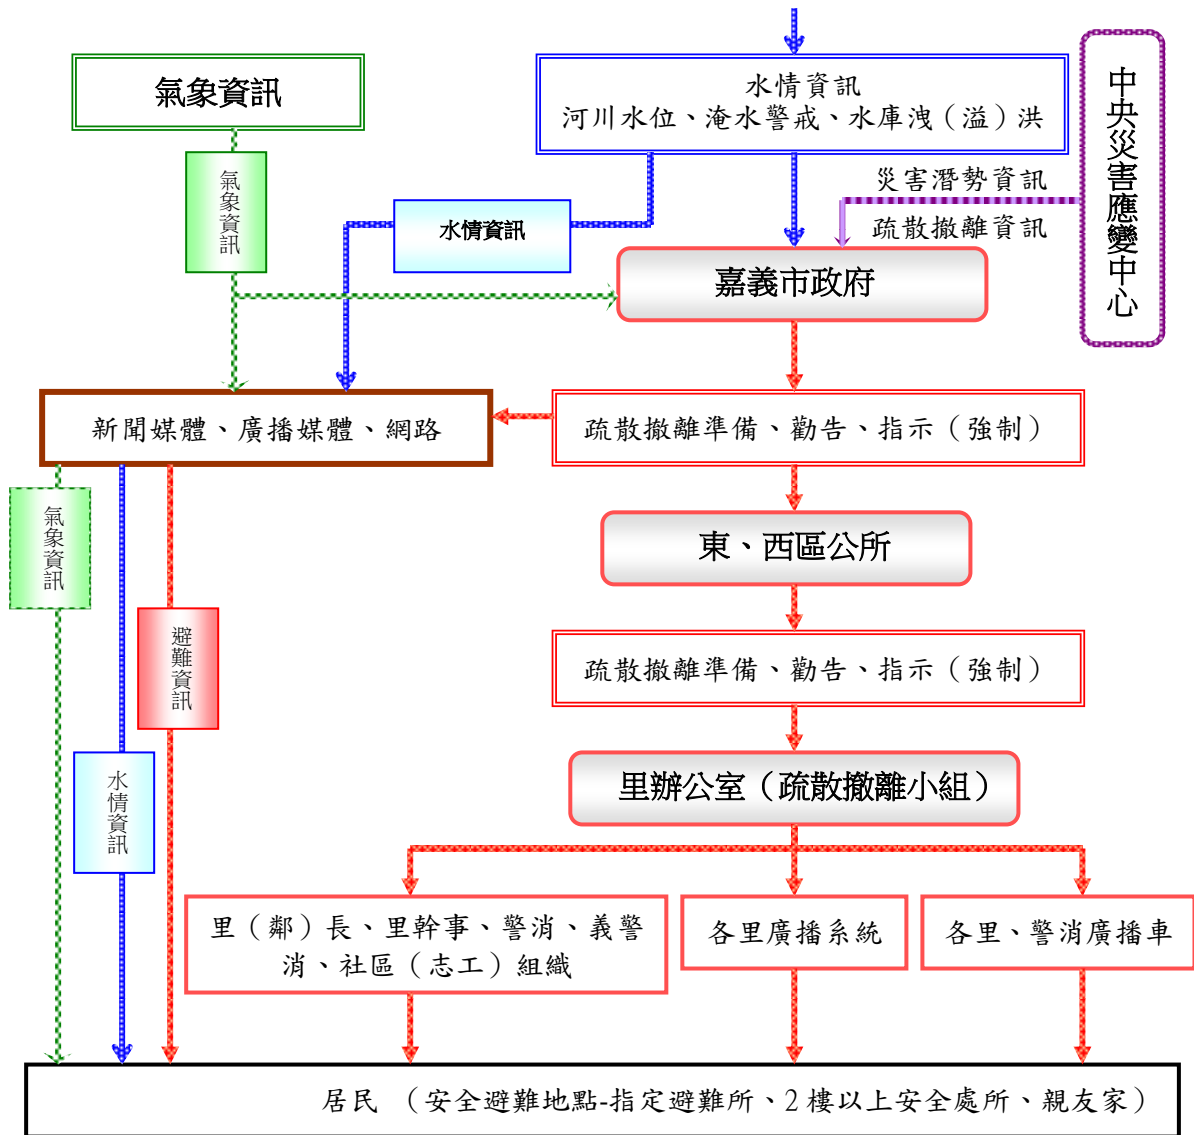 氣象資訊
水情資訊
河川水位、淹水警戒、水庫洩（溢）洪
中央災害應變中心
氣象資訊
災害潛勢資訊
水情資訊
疏散撤離資訊
嘉義市政府
新聞媒體、廣播媒體、網路
疏散撤離準備、勸告、指示（強制）
氣象資訊
東、西區公所
避難資訊
疏散撤離準備、勸告、指示（強制）
水情資訊
里辦公室（疏散撤離小組）
里（鄰）長、里幹事、警消、義警
消、社區（志工）組織
各里廣播系統
各里、警消廣播車
居民　（安全避難地點-指定避難所、2樓以上安全處所、親友家）